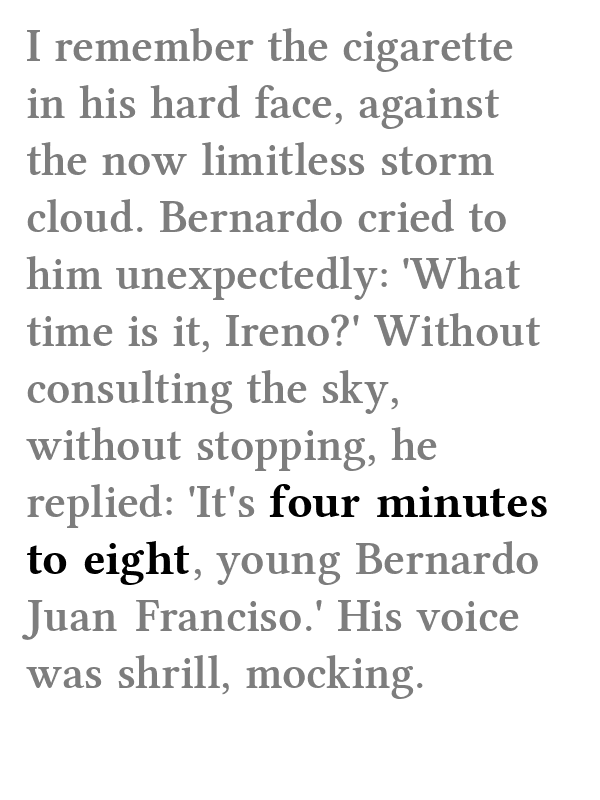 I remember the cigarette
in his hard face, against
the now limitless storm
cloud. Bernardo cried to
him unexpectedly: 'What
time is it, Ireno?' Without
consulting the sky,
without stopping, he
replied: 'It's four minutes
to eight, young Bernardo
Juan Franciso.' His voice
was shrill, mocking.